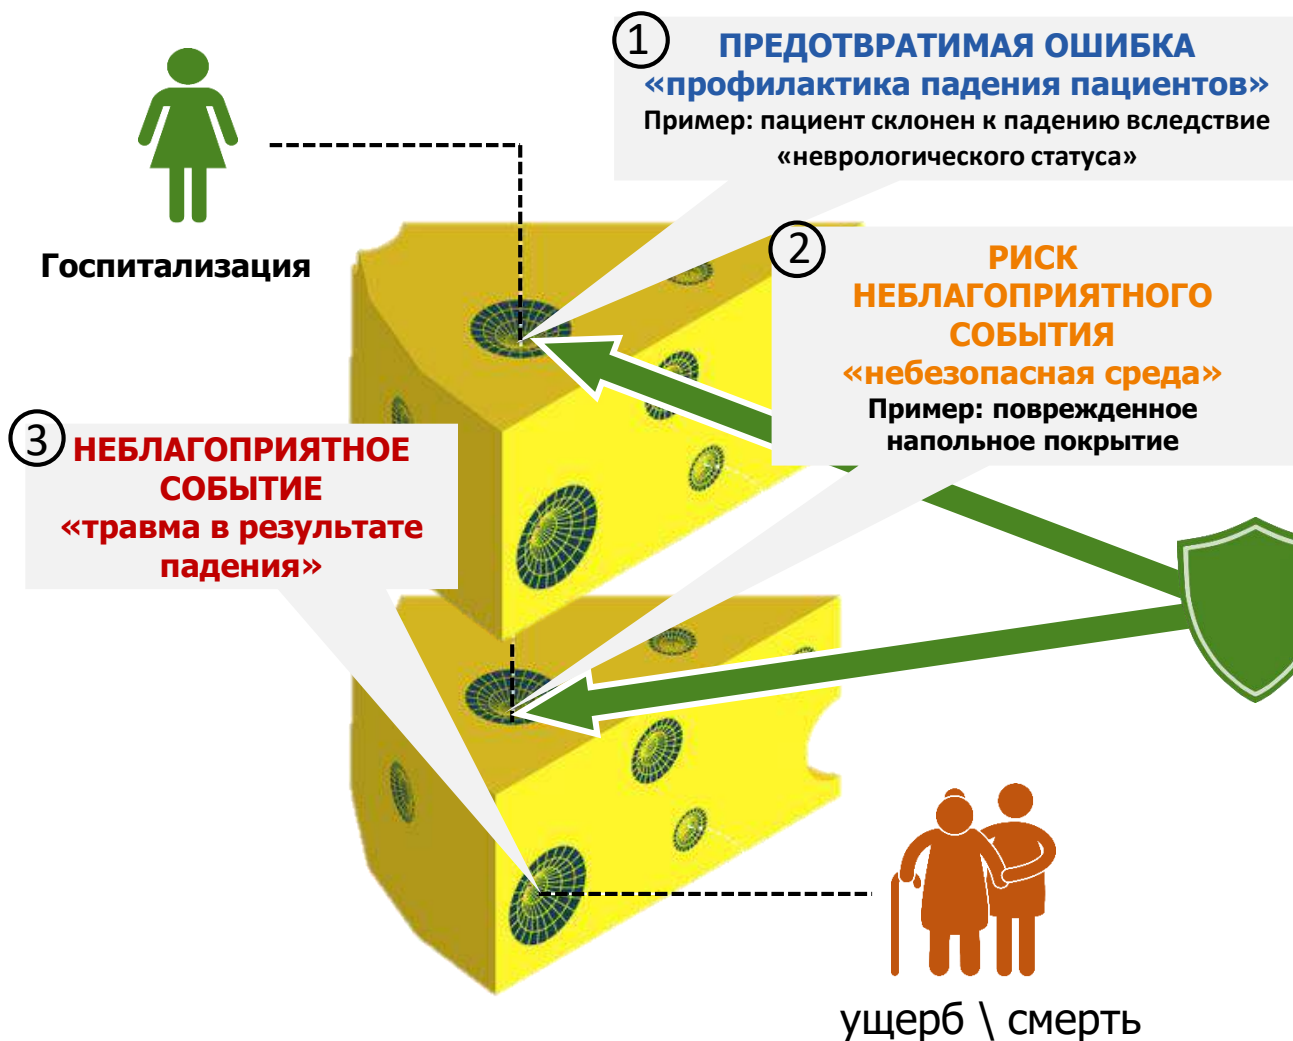 1
ПРЕДОТВРАТИМАЯ ОШИБКА
«профилактика падения пациентов»
Пример: пациент склонен к падению вследствие
«неврологического статуса»
Госпитализация
2
РИСК
НЕБЛАГОПРИЯТНОГО
СОБЫТИЯ
«небезопасная среда»
Пример: поврежденное
напольное покрытие
3
НЕБЛАГОПРИЯТНОЕ
СОБЫТИЕ
«травма в результате
падения»
ущерб \ смерть